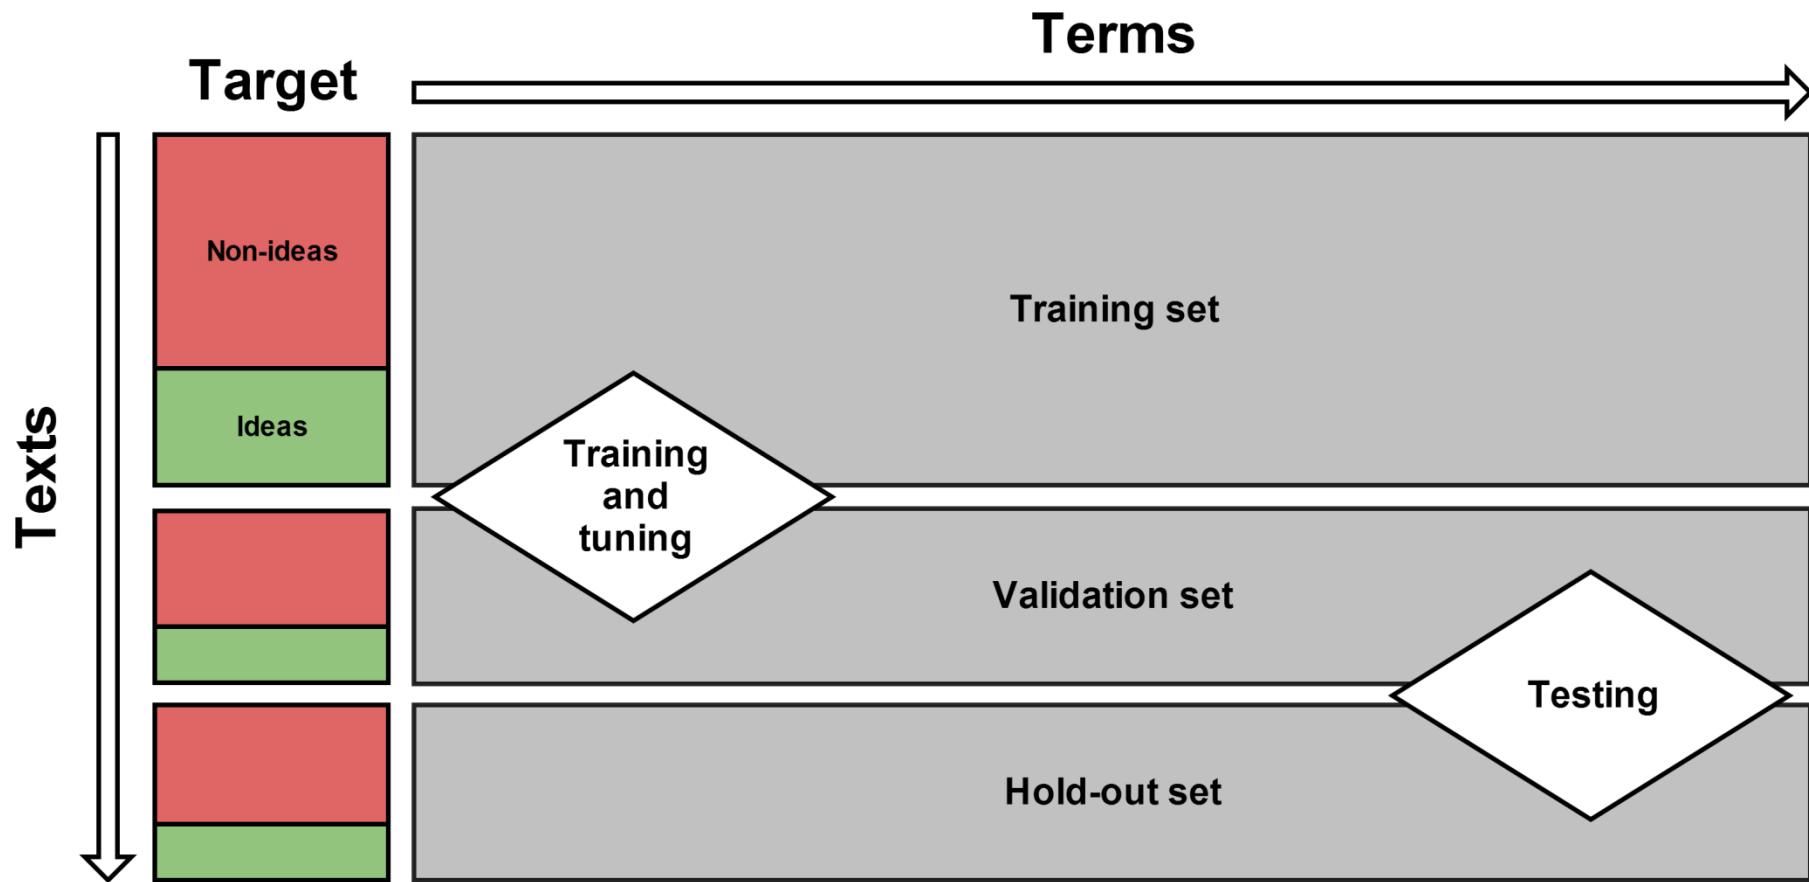 Terms
Target
Non-ideas
Training set
Ideas
Texts
Training
and
tuning
Validation set
Testing
Hold-out set